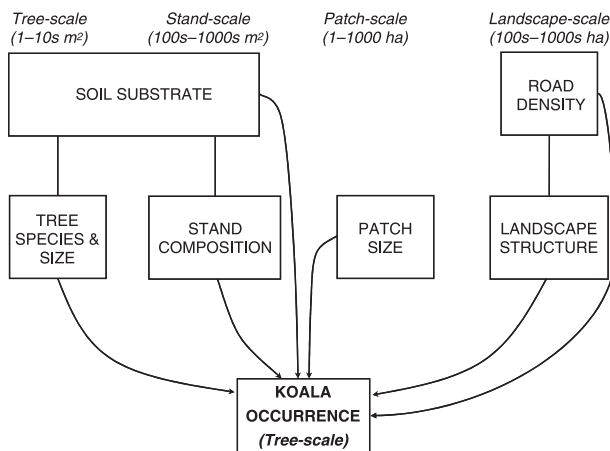 Tree-scale
(1–10s m²)
Stand-scale
(100s–1000s m²)
Patch-scale
(1–1000 ha)
Landscape-scale
(100s–1000s ha)
SOIL SUBSTRATE
ROAD
DENSITY
TREE
SPECIES &
SIZE
STAND
COMPOSITION
PATCH
SIZE
LANDSCAPE
STRUCTURE
KOALA
OCCURRENCE
(Tree-scale)